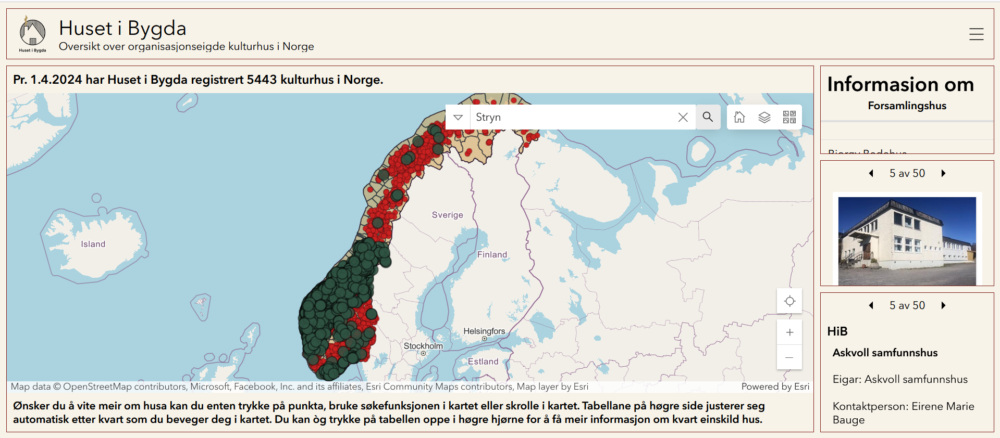 Huset i Bygda
Oversikt over organisasjonseigde kulturhus i Norge
Huset i Bygda
Pr. 1.4.2024 har Huset i Bygda registrert 5443 kulturhus i Norge.
Stryn
Island
Sverige
Finland
Helsingfors
Stockholm
Estland
Map data © OpenStreetMap contributors, Microsoft, Facebook, Inc. and its affiliates, Esri Community Maps contributors, Map layer by Esri
Powered by Esri
Ønsker du å vite meir om husa kan du enten trykke på punkta, bruke søkefunksjonen i kartet eller skrolle i kartet. Tabellane på høgre side justerer seg
automatisk etter kvart som du beveger deg i kartet. Du kan òg trykke på tabellen oppe i høgre hjørne for å få meir informasjon om kvart einskild hus.
Informasjon om
Forsamlingshus
5 av 50
5 av 50
HiB
Askvoll samfunnshus
Eigar: Askvoll samfunnshus
Kontaktperson: Eirene Marie
Bauge